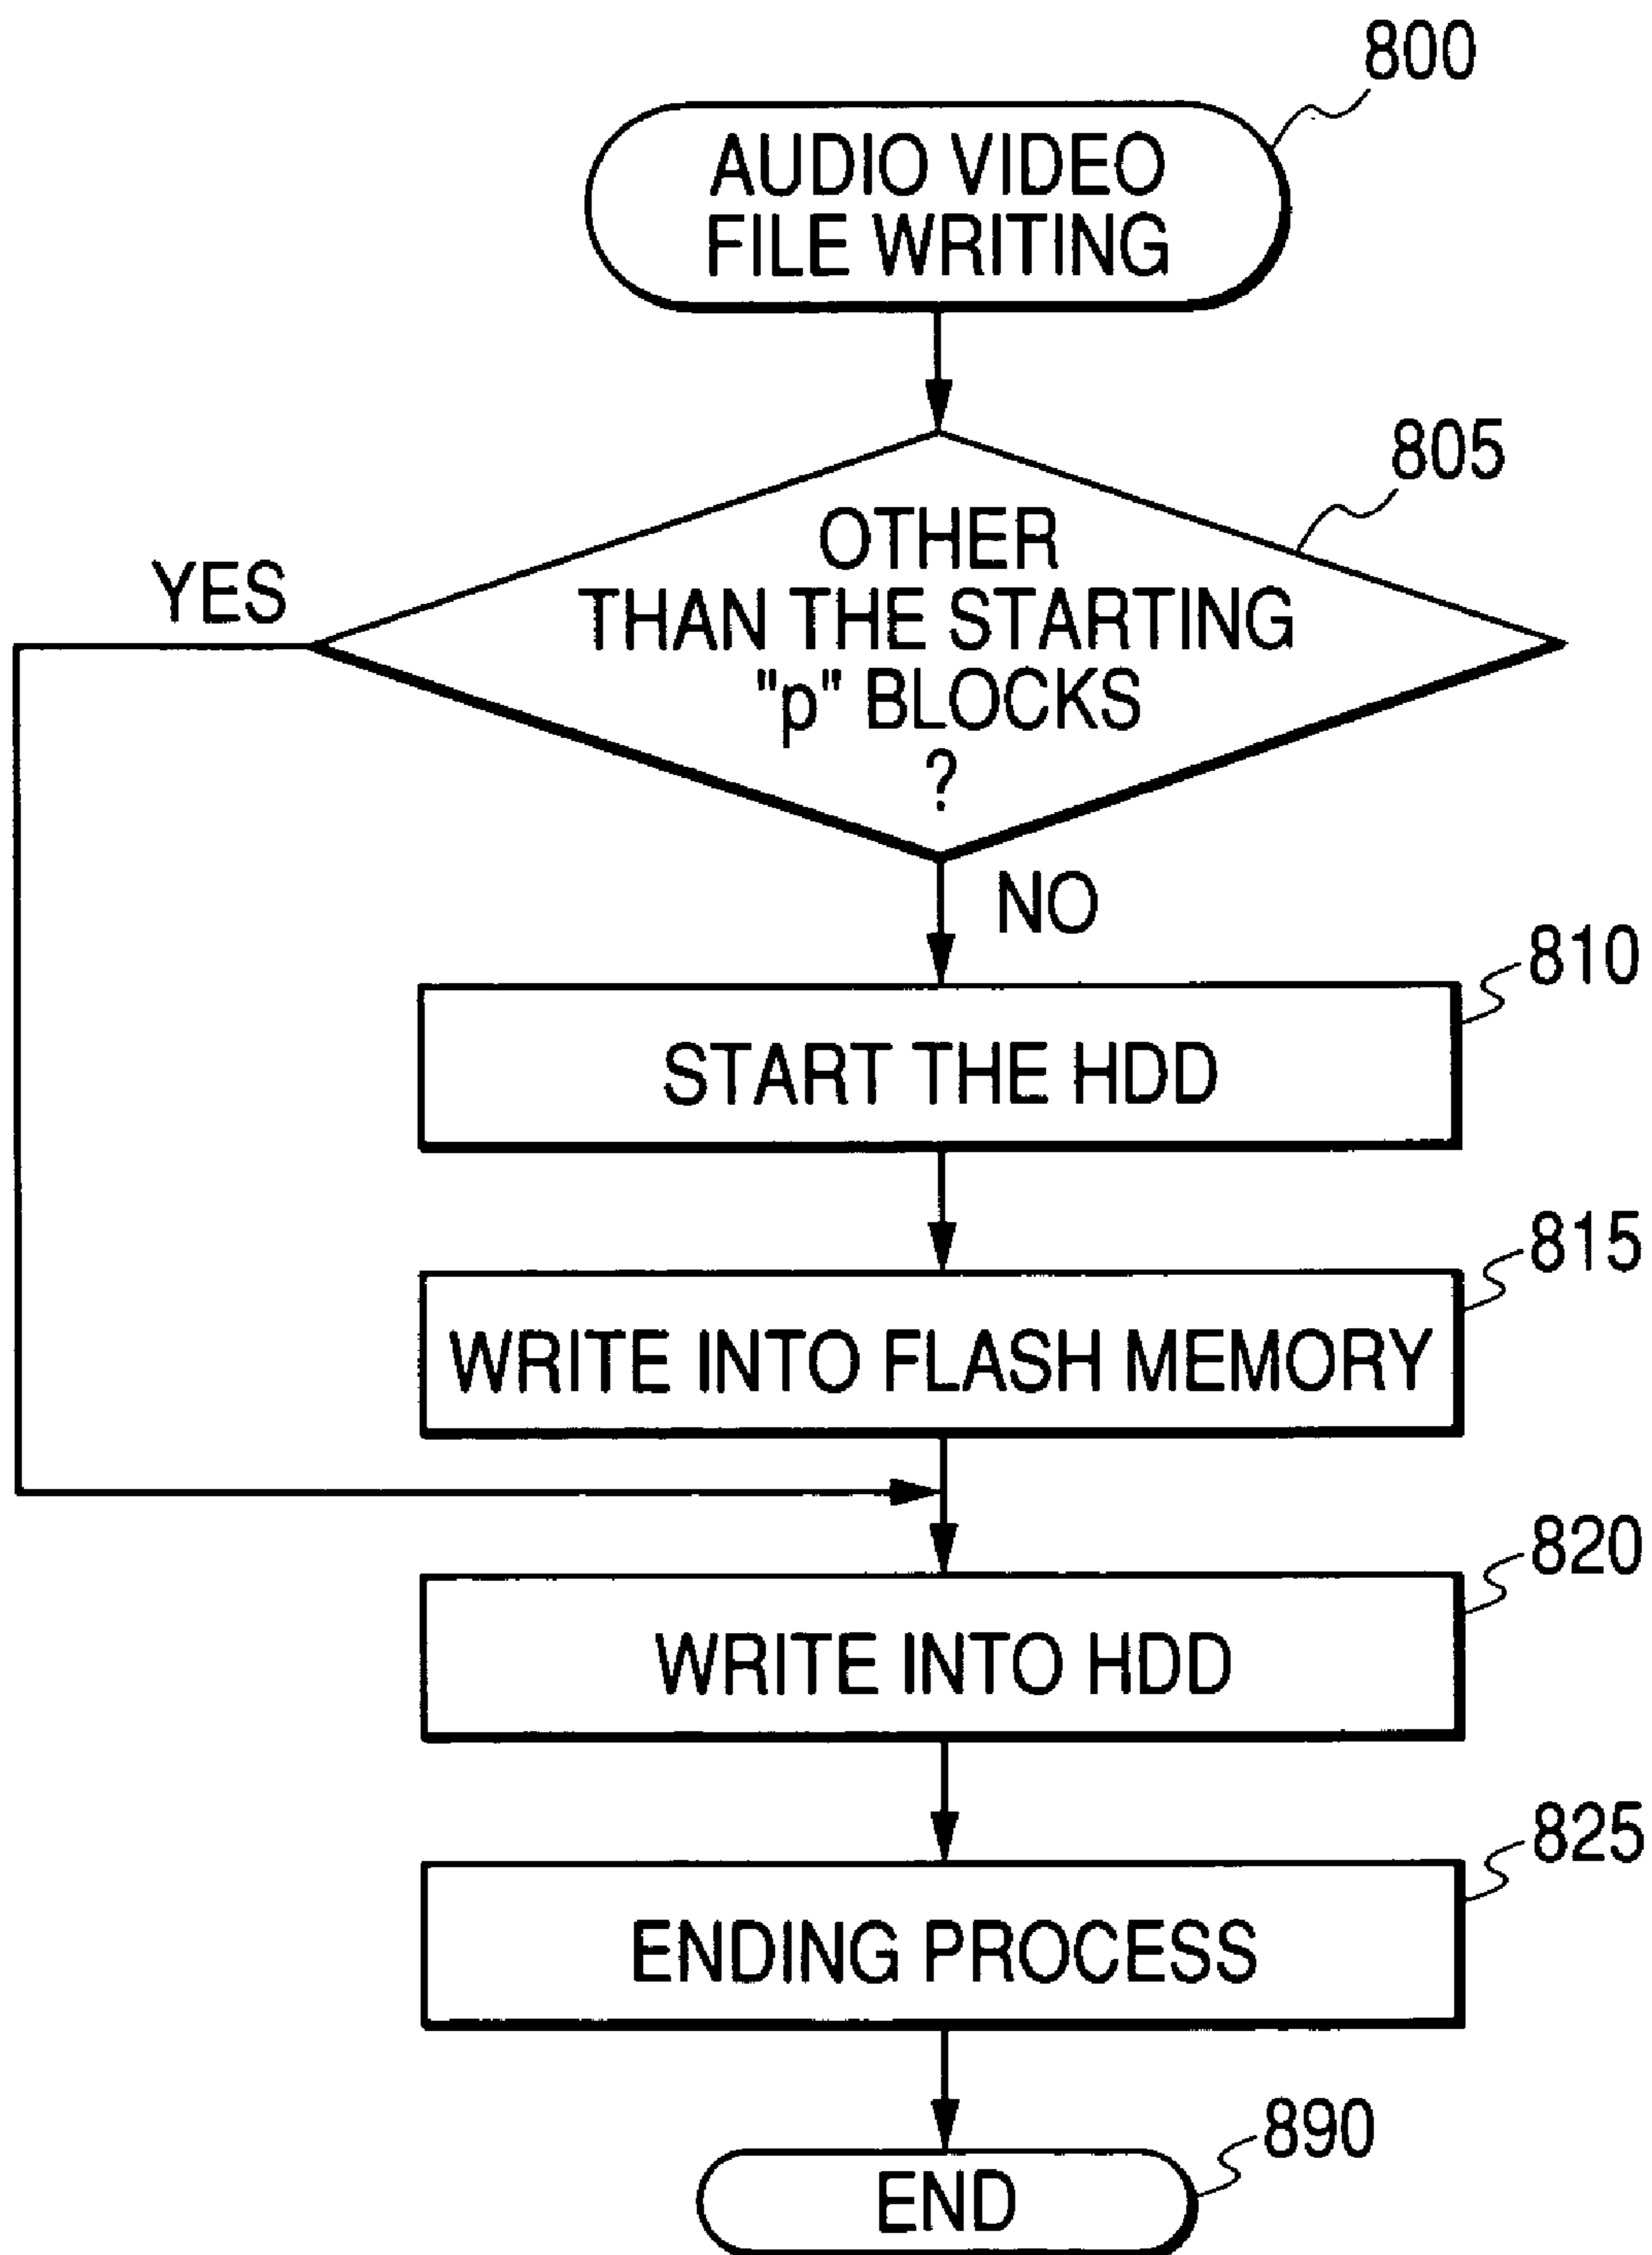 800
AUDIO VIDEO
FILE WRITING
805
OTHER
THAN THE STARTING
"p" BLOCKS
?
YES
NO
810
START THE HDD
815
WRITE INTO FLASH MEMORY
820
WRITE INTO HDD
825
ENDING PROCESS
890
END